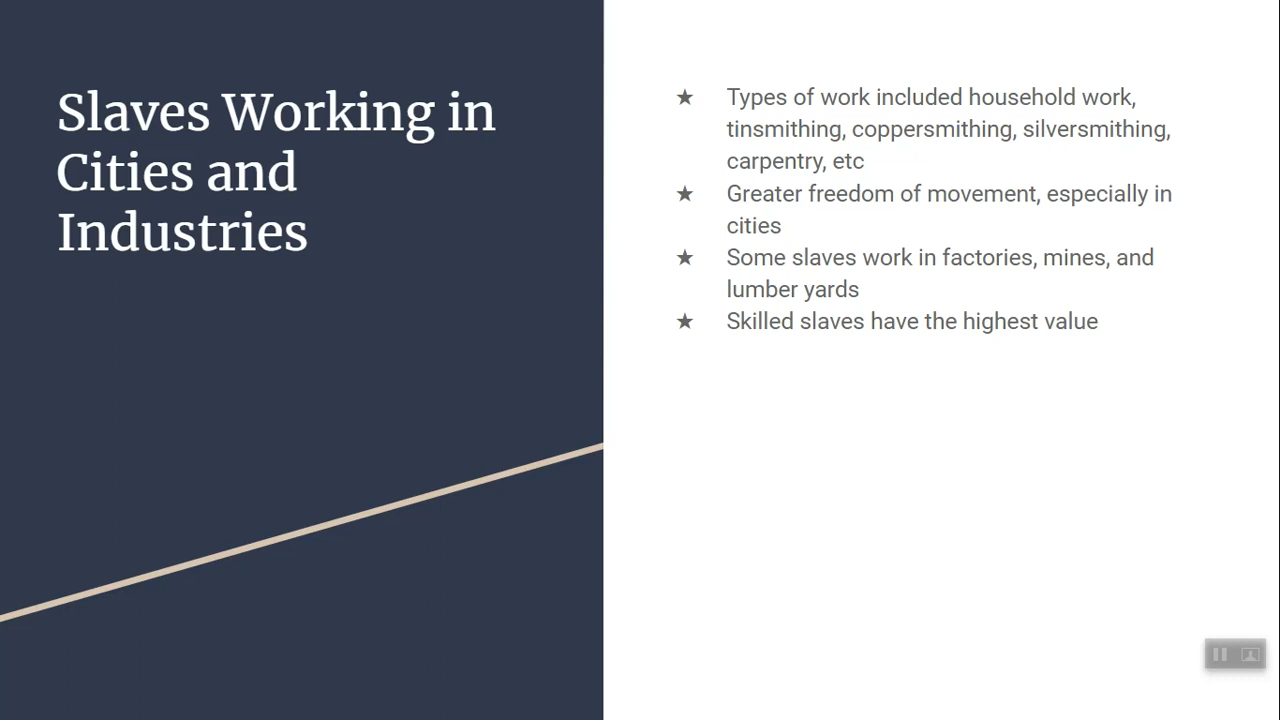 Slaves Working in
Cities and
Industries
★ Types of work included household work,
tinsmithing, coppersmithing, silversmithing,
carpentry, etc
★ Greater freedom of movement, especially in
cities
★ Some slaves work in factories, mines, and
lumber yards
★ Skilled slaves have the highest value